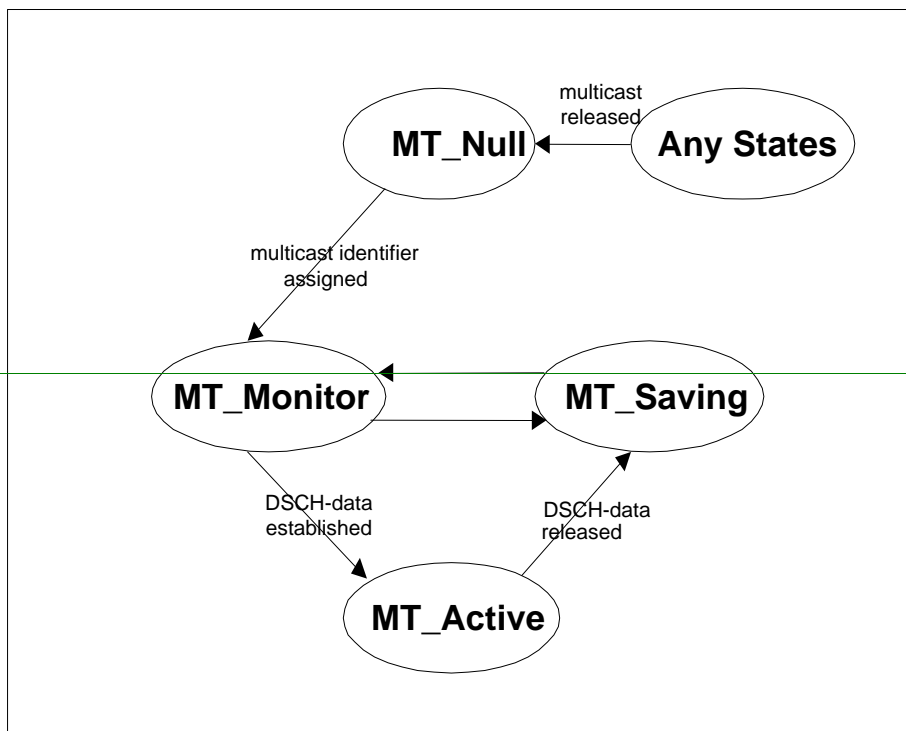 multicast
released
MT_Null
Any States
multicast identifier
assigned
MT_Monitor
MT_Saving
DSCH-data
established
DSCH-data
released
MT_Active